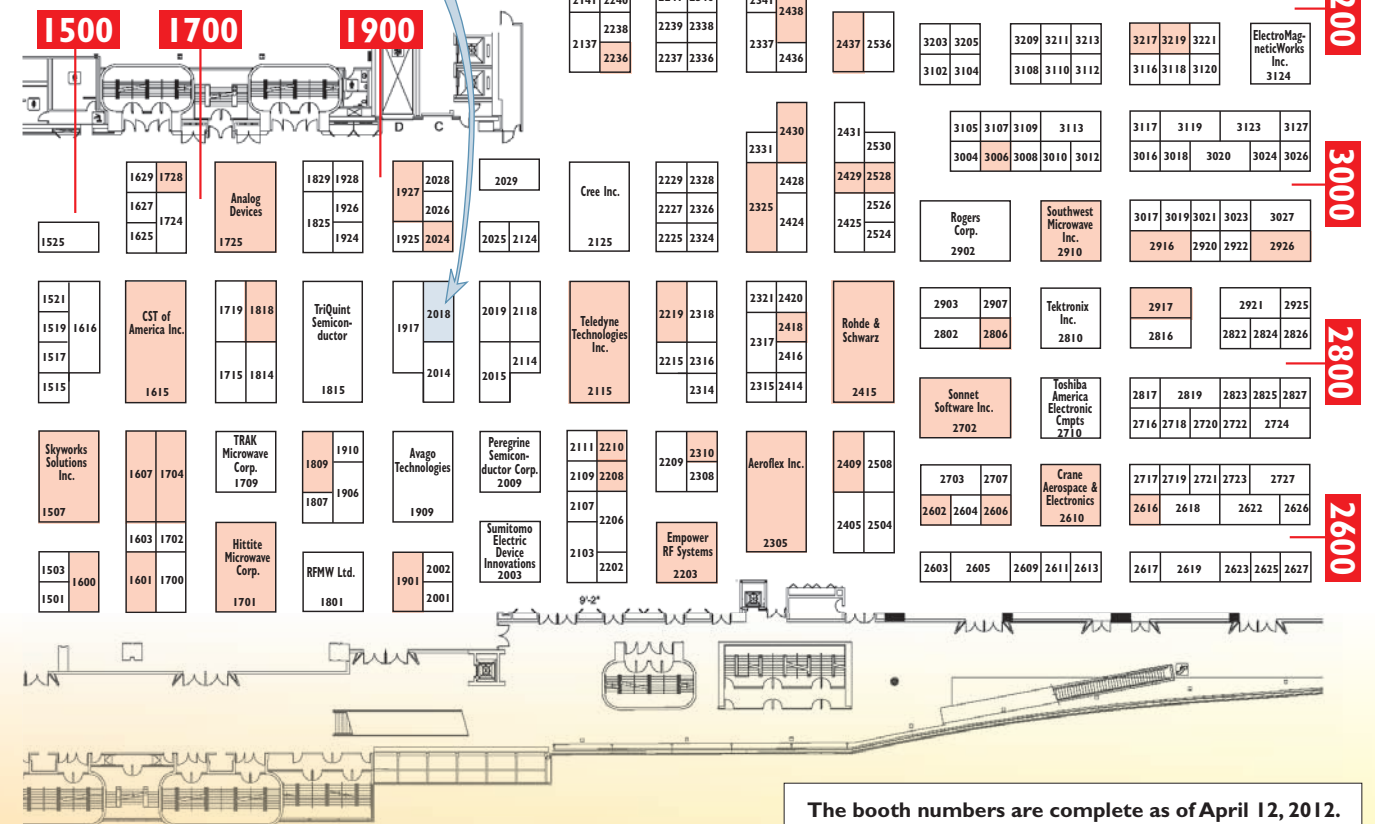 1500
1700
1900
200
3000
2800
2600
2238
2137
2236
2239 2338
2237 2336
2438
2337
2436
2437 2536
3203 3205
3102 3104
3209 3211 3213
3108 3110 3112
3217 3219 3221
3116 3118 3120
ElectroMag-
neticWorks
Inc.
3124
D
C
2430
2331
2428
2325
2424
2431
2530
2429 2528
2526
2425
2524
3105 3107 3109 3113
3004 3006 3008 3010 3012
3117 3119 3123 3127
3016 3018 3020 3024 3026
1525
1629 1728
1627
1724
1625
Analog
Devices
1725
1829 1928
1926
1825
1924
1927
2028
2026
1925 2024
2029
2025 2124
Cree Inc.
2125
2229 2328
2227 2326
2225 2324
Rogers
Corp.
2902
Southwest
Microwave
Inc.
2910
3017 3019 3021 3023 3027
2916 2920 2922 2926
1521
1519 1616
1517
1515
CST of
America Inc.
1615
1719 1818
1715 1814
TriQuint
Semicon-
ductor
1815
1917
2018
2014
2019 2118
2114
2015
Teledyne
Technologies
Inc.
2115
2219 2318
2215 2316
2314
2321 2420
2418
2317
2416
2315 2414
Rohde &
Schwarz
2415
2903 2907
2802 2806
Tektronix
Inc.
2810
2917
2816
2921 2925
2822 2824 2826
Sonnet
Software Inc.
2702
Toshiba
America
Electronic
Cmpts
2710
2817 2819 2823 2825 2827
2716 2718 2720 2722 2724
Skyworks
Solutions
Inc.
1507
1607 1704
1603 1702
1601 1700
TRAK
Microwave
Corp.
1709
1910
1809
1906
1807
Avago
Technologies
1909
Peregrine
Semicon-
ductor Corp.
2009
2111 2210
2109 2208
2107
2206
2103
2202
2310
2209
2308
Aeroflex Inc.
2305
2409 2508
2405 2504
2703 2707
2602 2604 2606
Crane
Aerospace &
Electronics
2610
2717 2719 2721 2723 2727
2616 2618 2622 2626
1503
1600
1501
Hittite
Microwave
Corp.
1701
RFMW Ltd.
1801
2002
1901
2001
Sumitomo
Electric
Device
Innovations
2003
Empower
RF Systems
2203
2603 2605 2609 2611 2613
2617 2619 2623 2625 2627
9'-2"
The booth numbers are complete as of April 12, 2012.